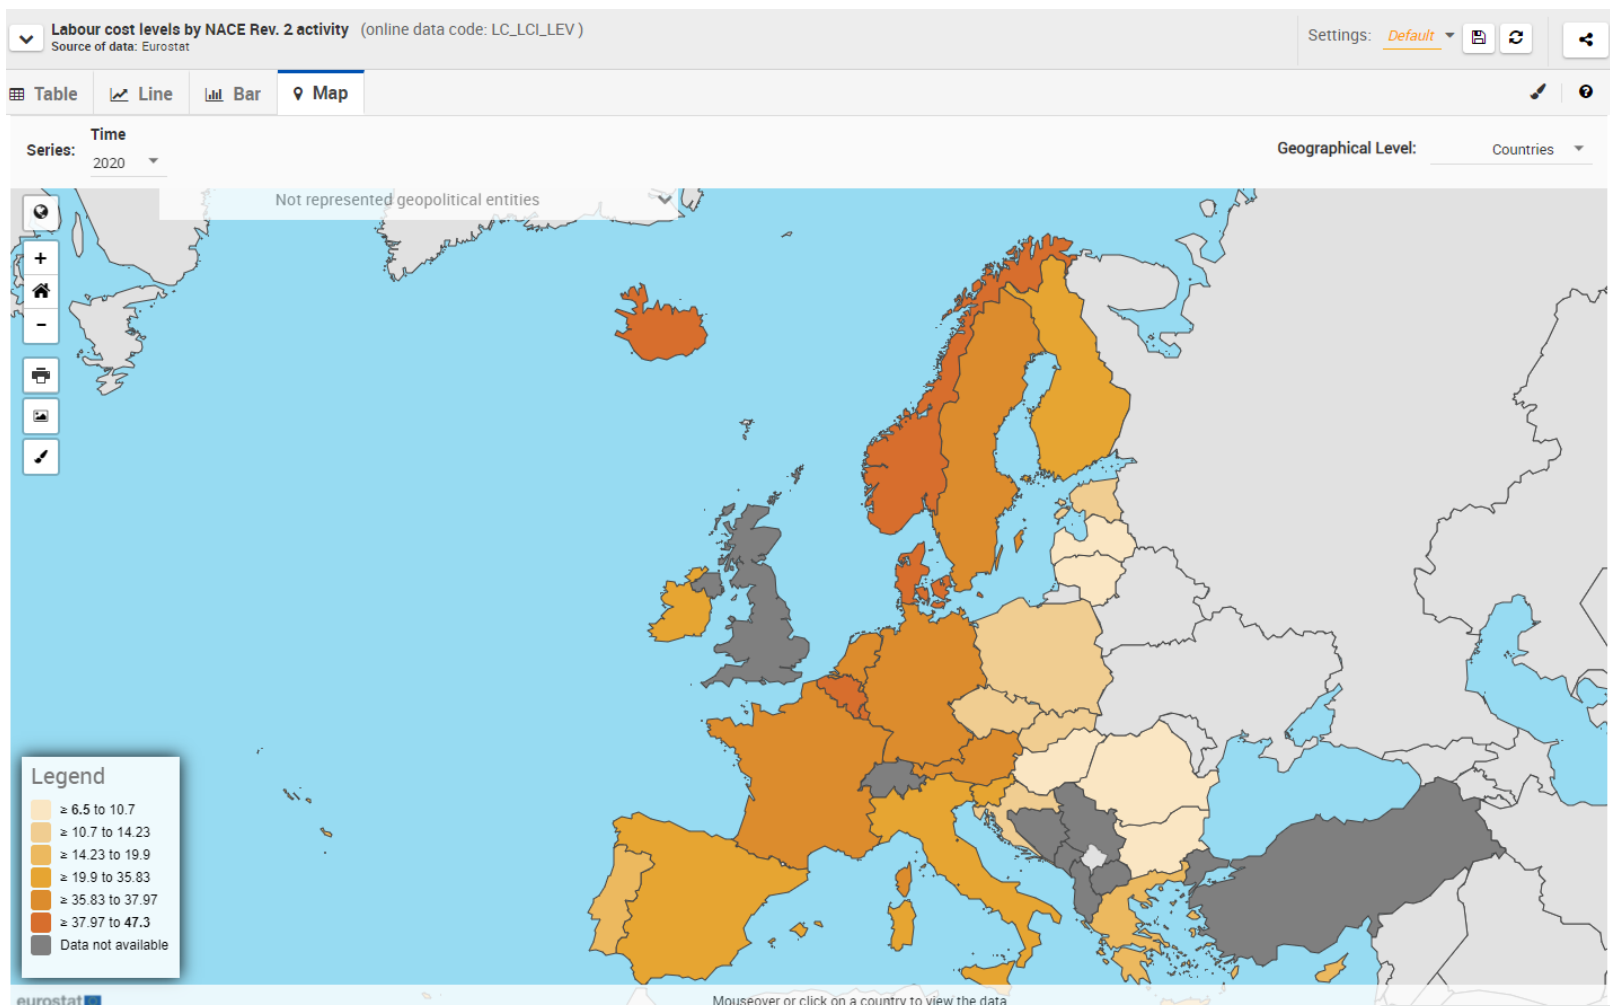 Labour cost levels by NACE Rev. 2 activity (online data code: LC_LCI_LEV )
Source of data: Eurostat
Settings: Default
Table Line Bar Map
Series: Time
2020
Geographical Level: Countries
Not represented geopolitical entities
Legend
≥ 6.5 to 10.7
≥ 10.7 to 14.23
≥ 14.23 to 19.9
≥ 19.9 to 35.83
≥ 35.83 to 37.97
≥ 37.97 to 47.3
Data not available
eurostat
Mouseover or click on a country to view the data